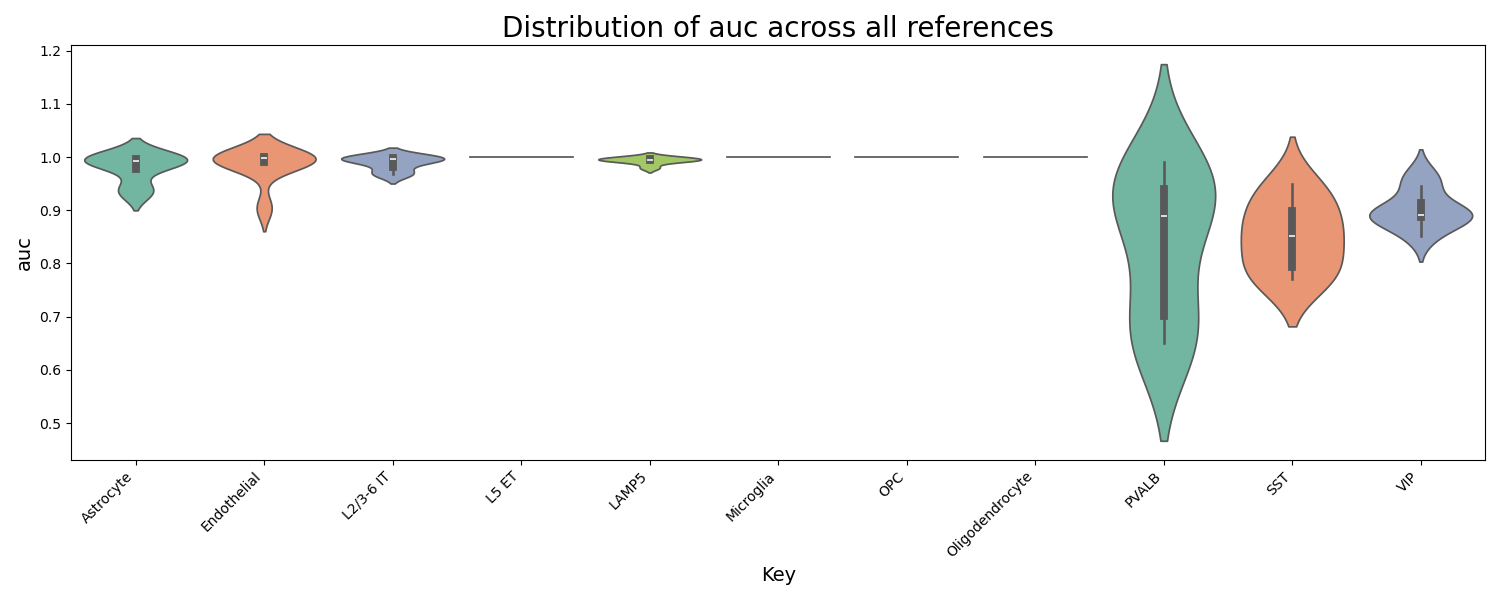 Distribution of auc across all references
1.2
1.1
1.0
0.9
0.8
0.7
0.6
0.5
auc
Astrocyte
Endothelial
L2/3-6 IT
L5 ET
LAMP5
Microglia
OPC
Oligodendrocyte
PVALB
SST
VIP
Key